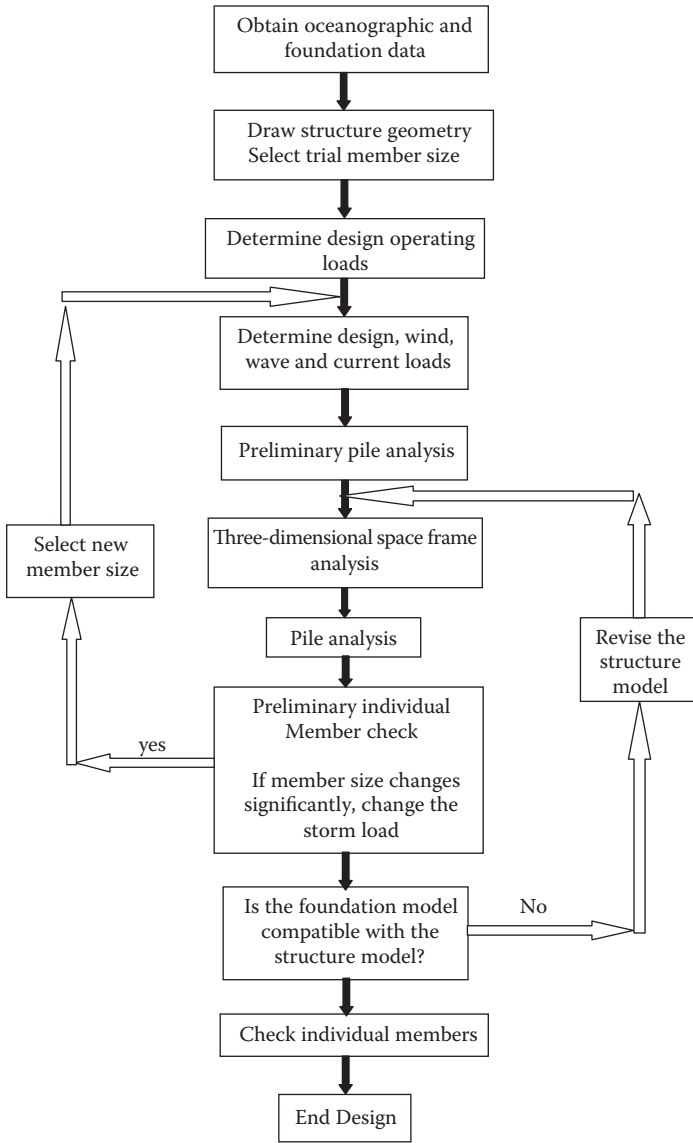 Obtain oceanographic and
foundation data
Draw structure geometry
Select trial member size
Determine design operating
loads
Determine design, wind,
wave and current loads
Preliminary pile analysis
Three-dimensional space frame
analysis
Select new
member size
Pile analysis
Revise the
structure
model
Preliminary individual
Member check
yes
If member size changes
significantly, change the
storm load
Is the foundation model
compatible with the
structure model?
No
Check individual members
End Design